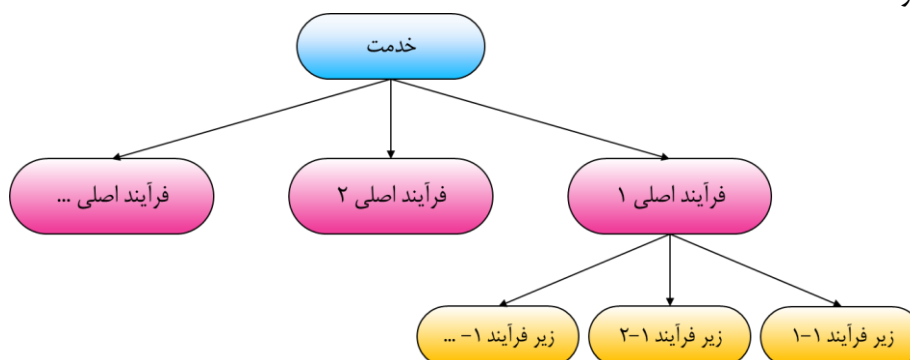 خدمت
فرآیند اصلی ۱
فرآیند اصلی ۲
فرآیند اصلی ...
زیر فرآیند ۱-۱
زیر فرآیند ۱-۲
زیر فرآیند ۱- ...